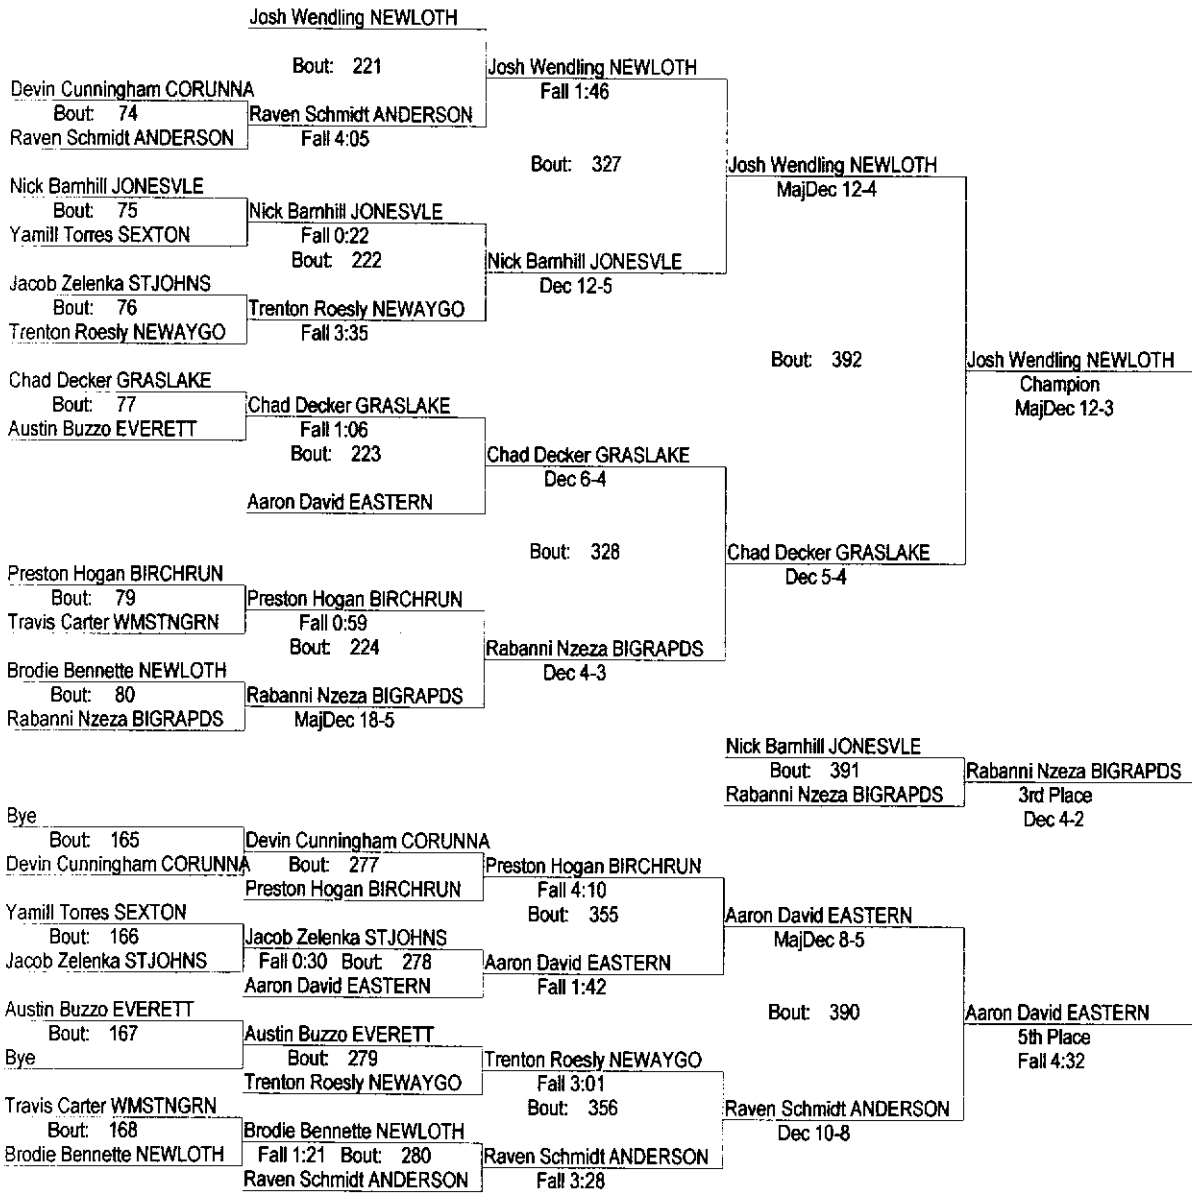 Josh Wendling NEWLOTH
Bout: 221
Josh Wendling NEWLOTH
Fall 1:46
Devin Cunningham CORUNNA
Bout: 74
Raven Schmidt ANDERSON
Raven Schmidt ANDERSON
Fall 4:05
Bout: 327
Josh Wendling NEWLOTH
MajDec 12-4
Nick Barnhill JONESVLE
Bout: 75
Yamill Torres SEXTON
Nick Barnhill JONESVLE
Fall 0:22
Bout: 222
Nick Barnhill JONESVLE
Dec 12-5
Jacob Zelenka STJOHNS
Bout: 76
Trenton Roesly NEWAYGO
Trenton Roesly NEWAYGO
Fall 3:35
Bout: 392
Josh Wendling NEWLOTH
Champion
MajDec 12-3
Chad Decker GRASLAKE
Bout: 77
Austin Buzzo EVERETT
Chad Decker GRASLAKE
Fall 1:06
Bout: 223
Chad Decker GRASLAKE
Dec 6-4
Aaron David EASTERN
Bout: 328
Chad Decker GRASLAKE
Dec 5-4
Preston Hogan BIRCHRUN
Bout: 79
Travis Carter WMSTNGRN
Preston Hogan BIRCHRUN
Fall 0:59
Bout: 224
Rabanni Nzeza BIGRAPDS
Dec 4-3
Brodie Bennette NEWLOTH
Bout: 80
Rabanni Nzeza BIGRAPDS
Rabanni Nzeza BIGRAPDS
MajDec 18-5
Nick Barnhill JONESVLE
Bout: 391
Rabanni Nzeza BIGRAPDS
Rabanni Nzeza BIGRAPDS
3rd Place
Dec 4-2
Bye
Bout: 165
Devin Cunningham CORUNNA
Devin Cunningham CORUNNA
Bout: 277
Preston Hogan BIRCHRUN
Preston Hogan BIRCHRUN
Fall 4:10
Bout: 355
Aaron David EASTERN
MajDec 8-5
Yamill Torres SEXTON
Bout: 166
Jacob Zelenka STJOHNS
Jacob Zelenka STJOHNS
Fall 0:30 Bout: 278
Aaron David EASTERN
Aaron David EASTERN
Fall 1:42
Bout: 390
Aaron David EASTERN
5th Place
Fall 4:32
Austin Buzzo EVERETT
Bout: 167
Bye
Austin Buzzo EVERETT
Bout: 279
Trenton Roesly NEWAYGO
Trenton Roesly NEWAYGO
Fall 3:01
Bout: 356
Raven Schmidt ANDERSON
Dec 10-8
Travis Carter WMSTNGRN
Bout: 168
Brodie Bennette NEWLOTH
Brodie Bennette NEWLOTH
Fall 1:21 Bout: 280
Raven Schmidt ANDERSON
Raven Schmidt ANDERSON
Fall 3:28